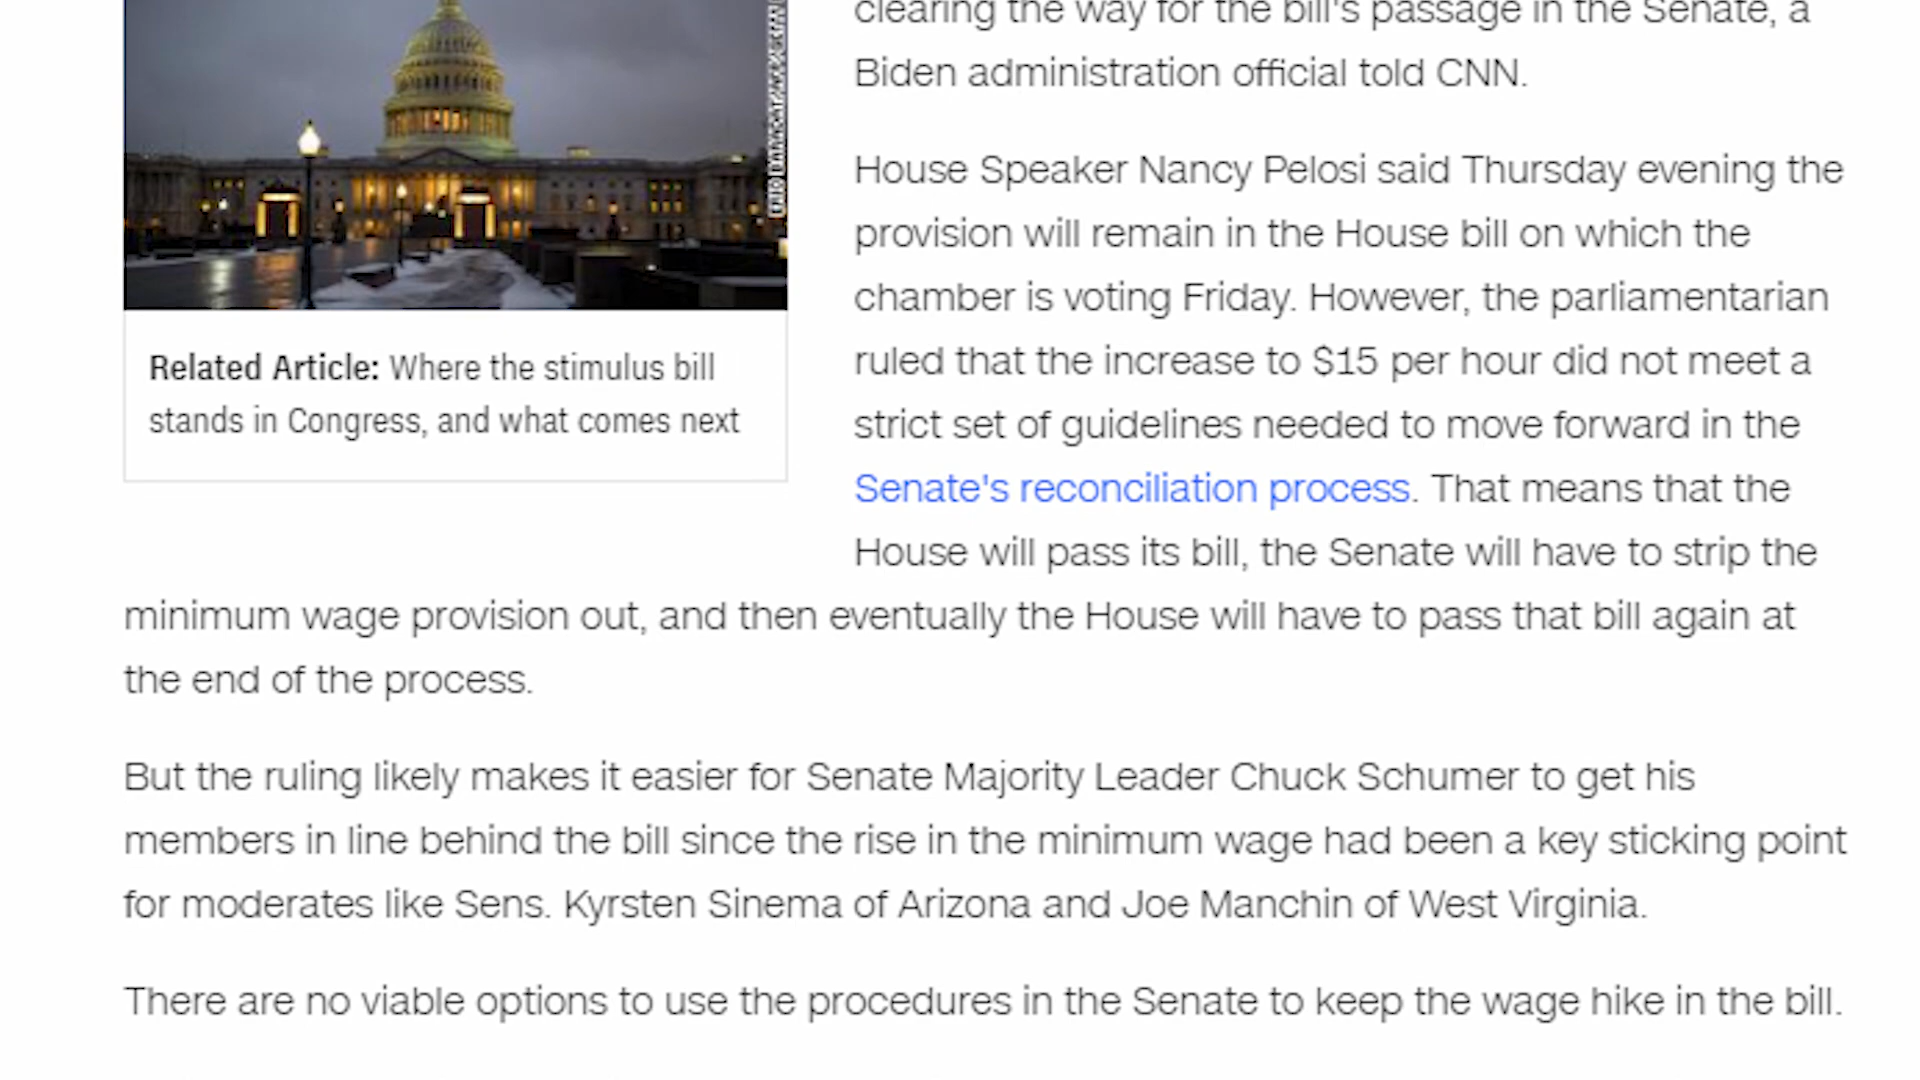 clearing the way for the bill's passage in the Senate, a
Biden administration official told CNN.
House Speaker Nancy Pelosi said Thursday evening the
provision will remain in the House bill on which the
chamber is voting Friday. However, the parliamentarian
ruled that the increase to $15 per hour did not meet a
strict set of guidelines needed to move forward in the
Senate's reconciliation process. That means that the
House will pass its bill, the Senate will have to strip the
minimum wage provision out, and then eventually the House will have to pass that bill again at
the end of the process.
Related Article: Where the stimulus bill
stands in Congress, and what comes next
But the ruling likely makes it easier for Senate Majority Leader Chuck Schumer to get his
members in line behind the bill since the rise in the minimum wage had been a key sticking point
for moderates like Sens. Kyrsten Sinema of Arizona and Joe Manchin of West Virginia.
There are no viable options to use the procedures in the Senate to keep the wage hike in the bill.